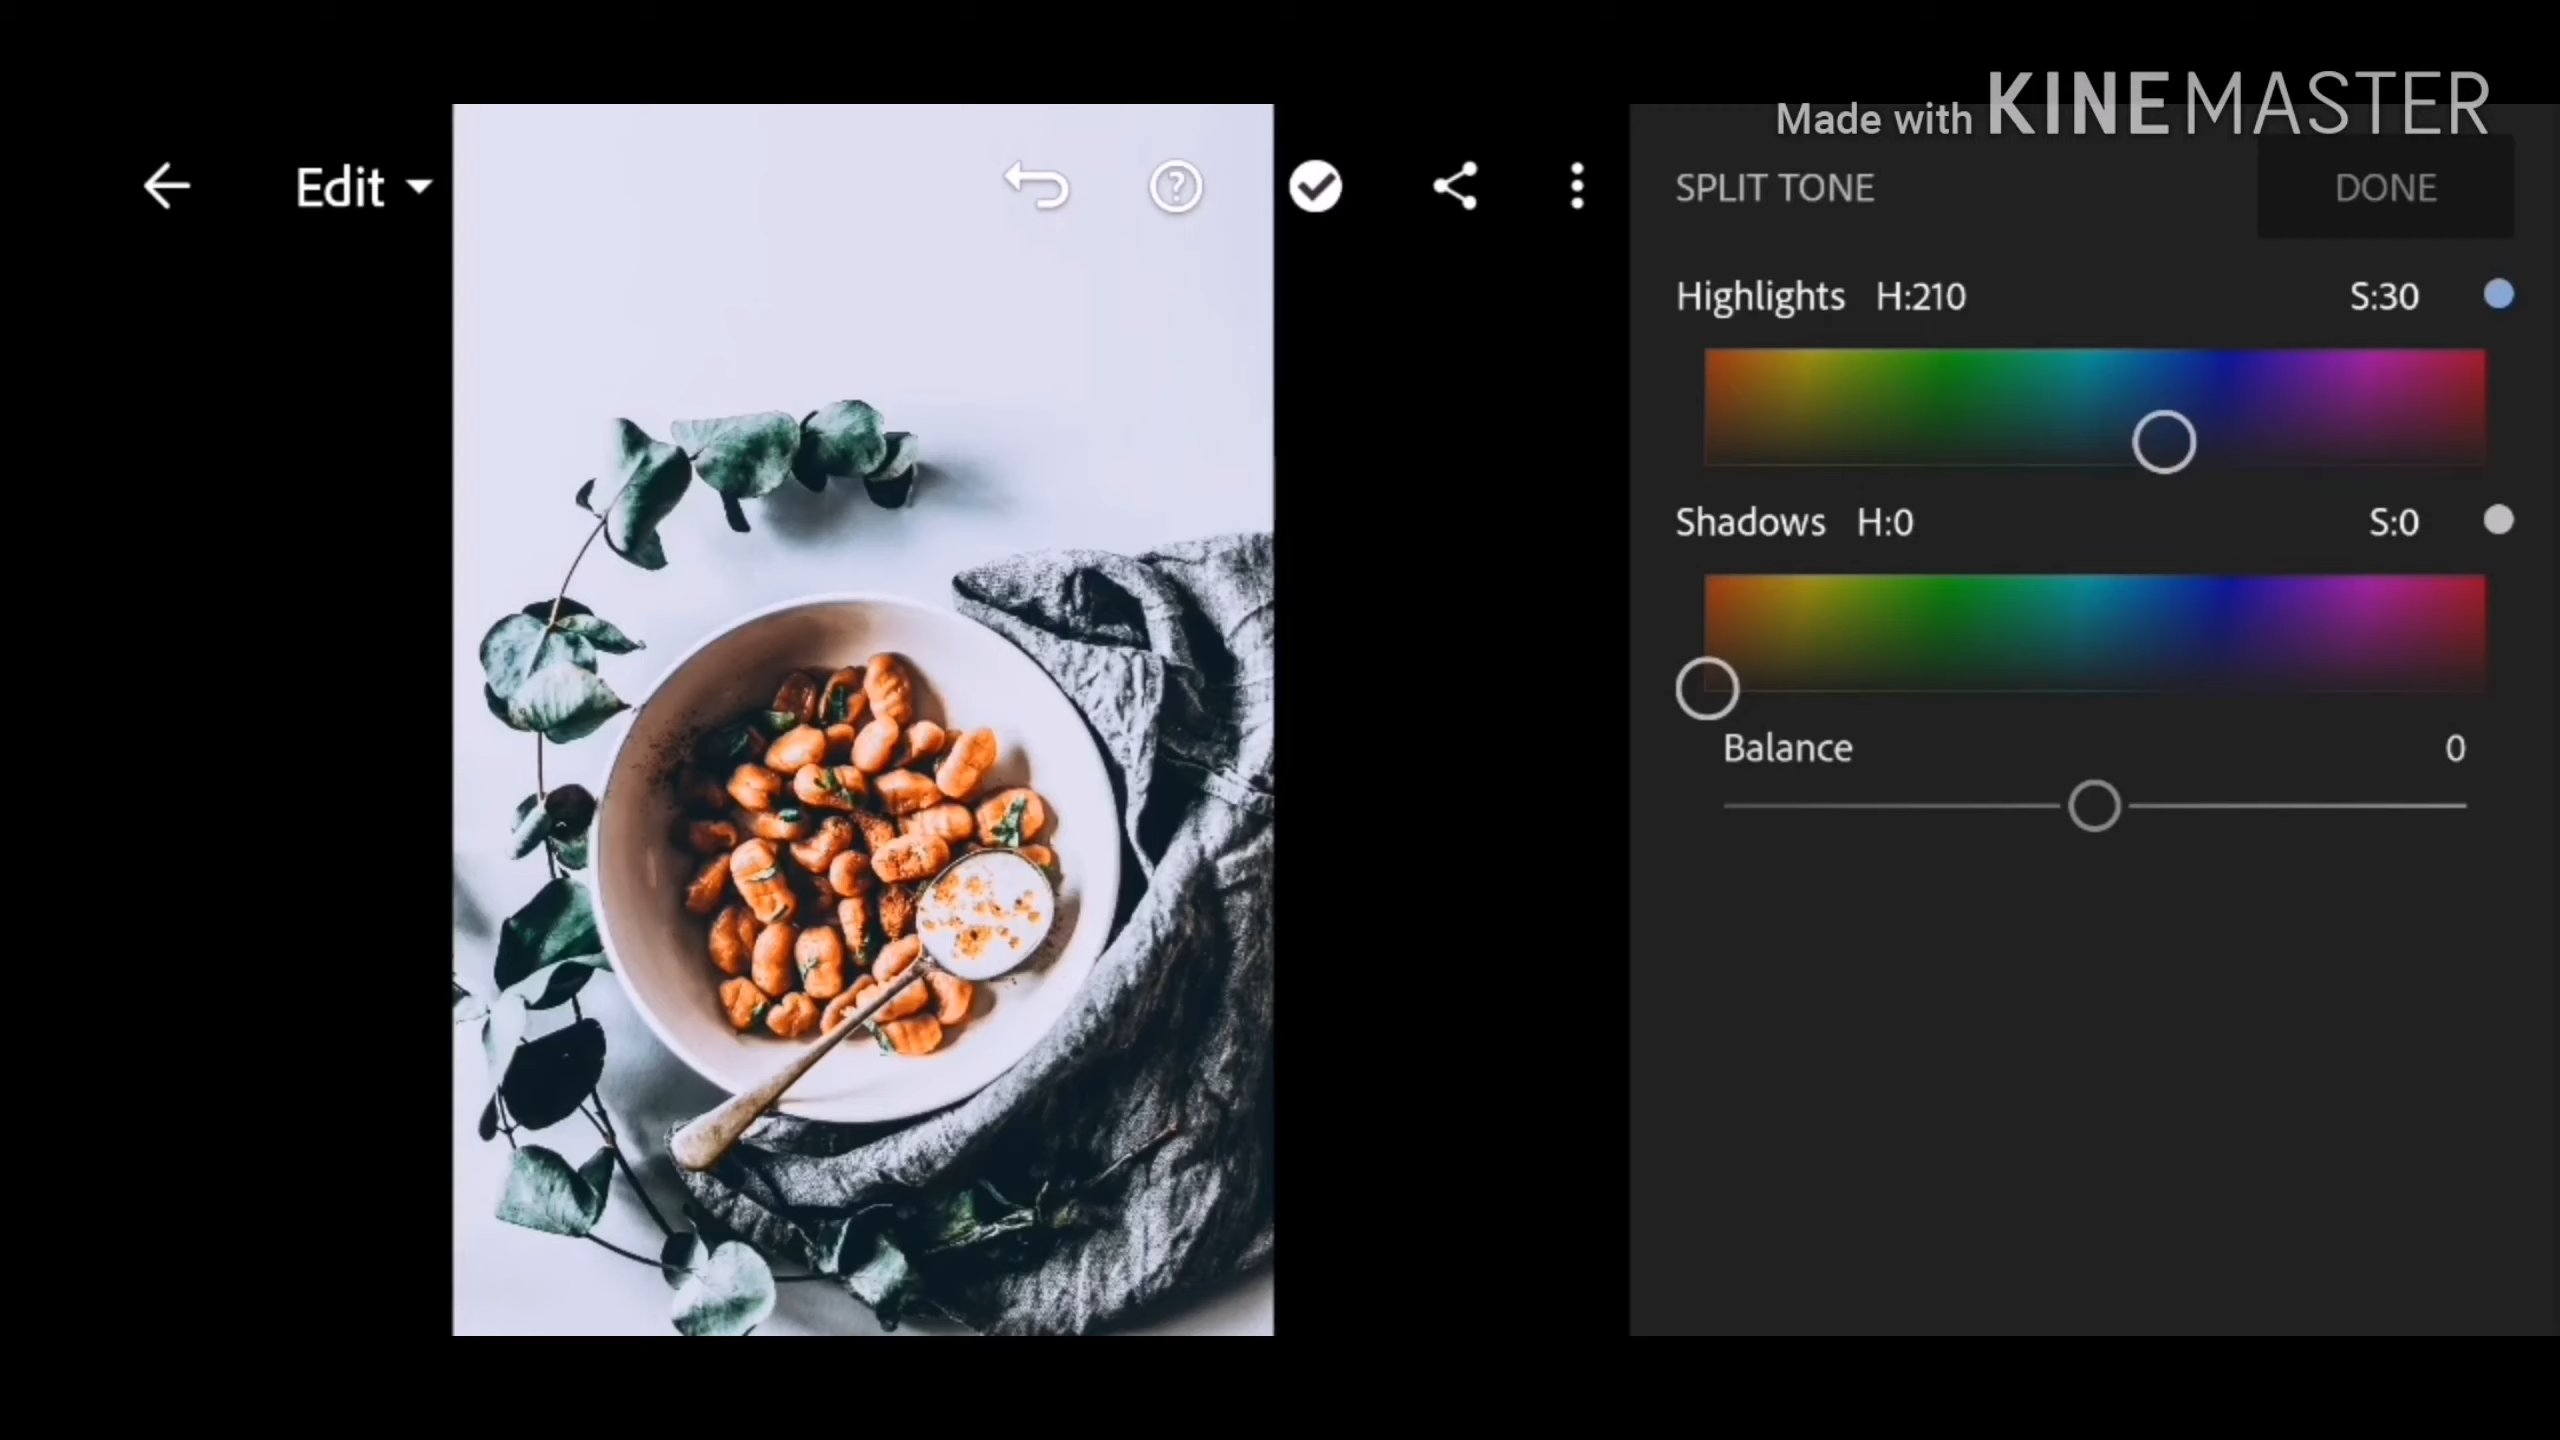 Made with KINEMASTER
Edit
SPLIT TONE
DONE
Highlights H:210 S:30
Shadows H:0 S:0
Balance 0